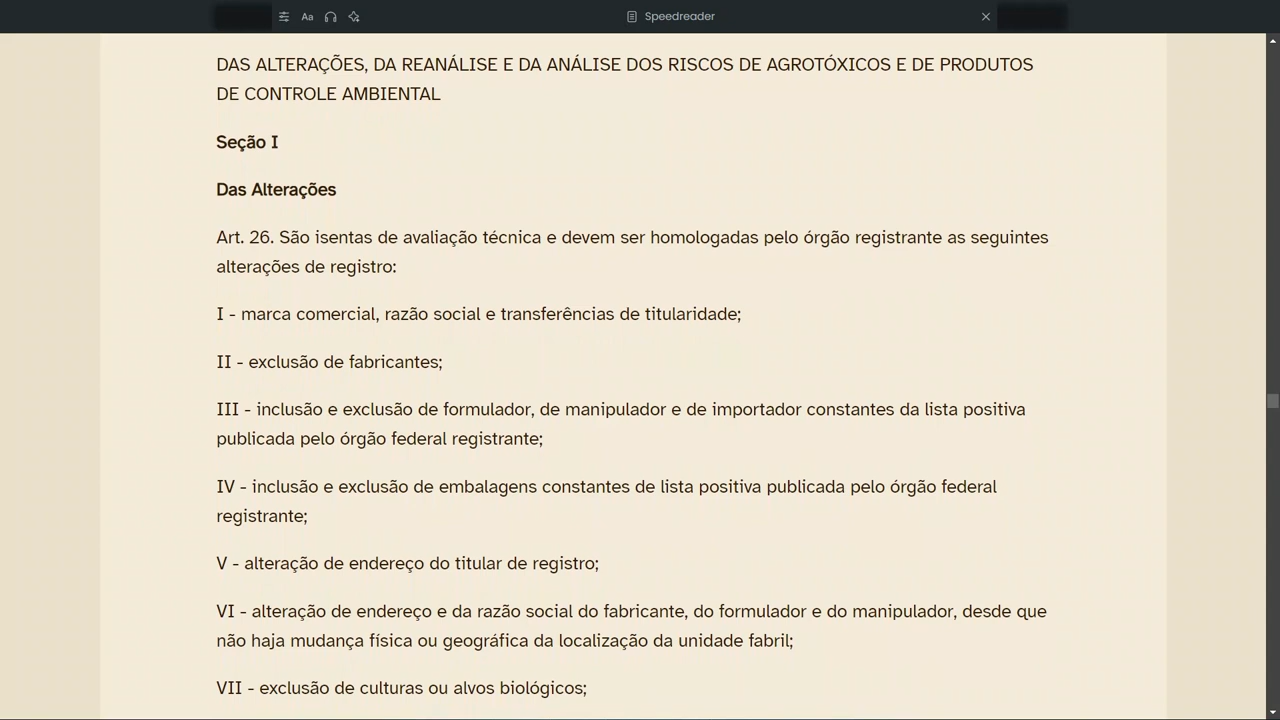 Aa
Speedreader
DAS ALTERAÇÕES, DA REANÁLISE E DA ANÁLISE DOS RISCOS DE AGROTÓXICOS E DE PRODUTOS
DE CONTROLE AMBIENTAL
Seção I
Das Alterações
Art. 26. São isentas de avaliação técnica e devem ser homologadas pelo órgão registrante as seguintes
alterações de registro:
I - marca comercial, razão social e transferências de titularidade;
II - exclusão de fabricantes;
III - inclusão e exclusão de formulador, de manipulador e de importador constantes da lista positiva
publicada pelo órgão federal registrante;
IV - inclusão e exclusão de embalagens constantes de lista positiva publicada pelo órgão federal
registrante;
V - alteração de endereço do titular de registro;
VI - alteração de endereço e da razão social do fabricante, do formulador e do manipulador, desde que
não haja mudança física ou geográfica da localização da unidade fabril;
VII - exclusão de culturas ou alvos biológicos;